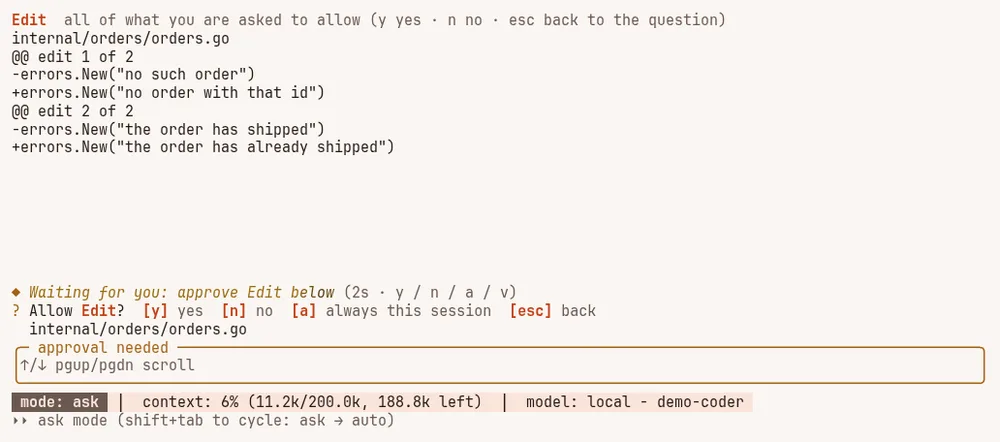 Edit  all of what you are asked to allow (y yes · n no · esc back to the question)
internal/orders/orders.go
@@ edit 1 of 2
-errors.New("no such order")
+errors.New("no order with that id")
@@ edit 2 of 2
-errors.New("the order has shipped")
+errors.New("the order has already shipped")
◆ Waiting for you: approve Edit below (2s · y / n / a / v)
? Allow Edit?  [y] yes  [n] no  [a] always this session  [esc] back
internal/orders/orders.go
approval needed
↑/↓ pgup/pgdn scroll
mode: ask | context: 6% (11.2k/200.0k, 188.8k left) | model: local - demo-coder
▸▸ ask mode (shift+tab to cycle: ask → auto)